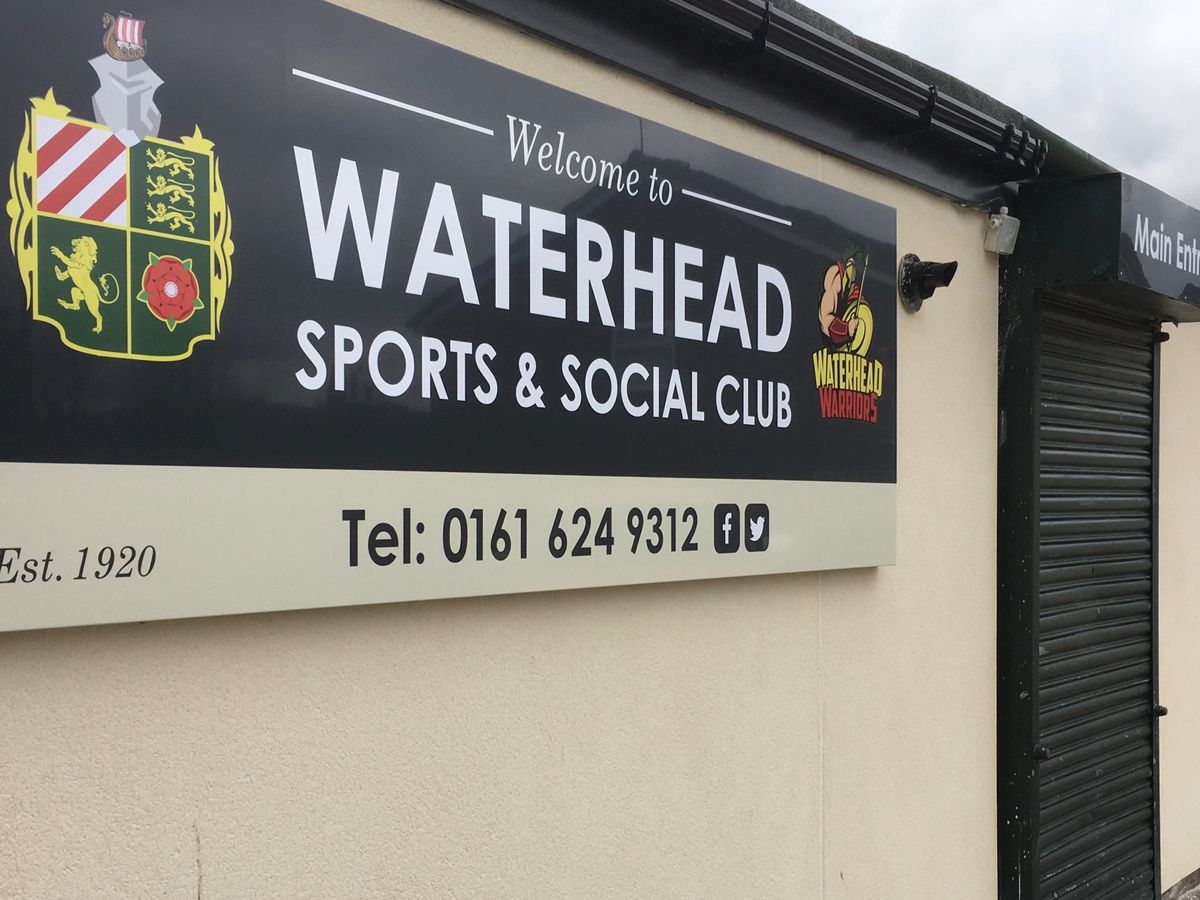 Welcome to
WATERHEAD
SPORTS & SOCIAL CLUB
WATERHEAD
WARRIORS
Est. 1920
Tel: 0161 624 9312
Main Entr